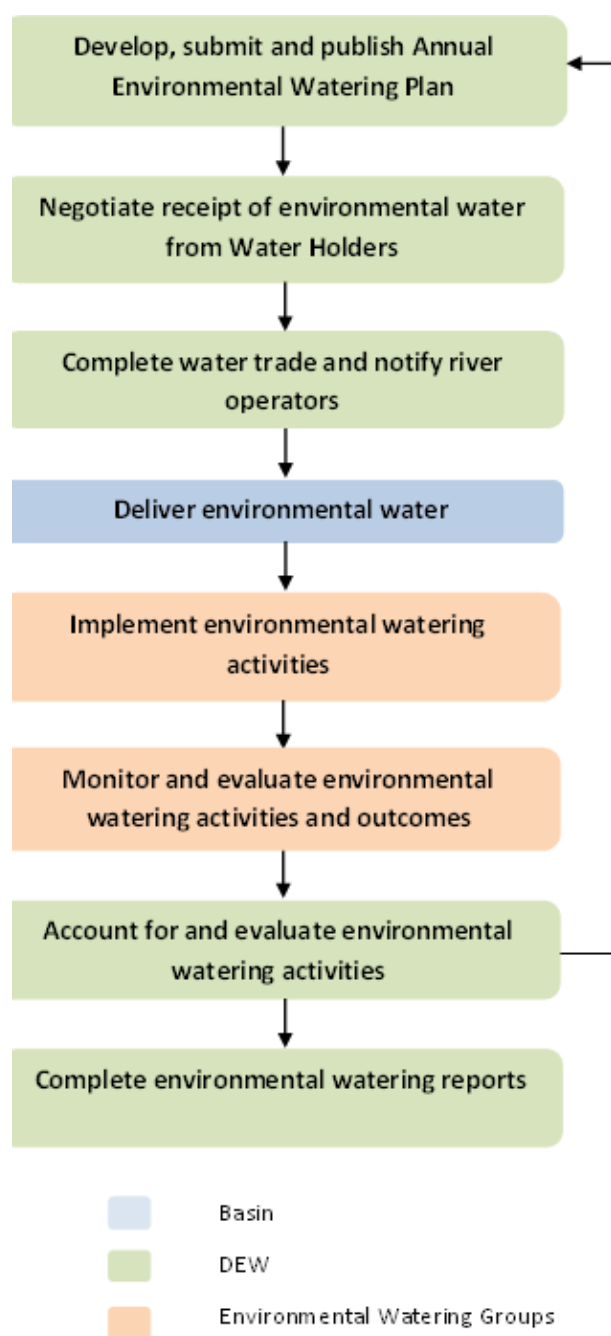 Develop, submit and publish Annual
Environmental Watering Plan
Negotiate receipt of environmental water
from Water Holders
Complete water trade and notify river
operators
Deliver environmental water
Implement environmental watering
activities
Monitor and evaluate environmental
watering activities and outcomes
Account for and evaluate environmental
watering activities
Complete environmental watering reports
Basin
DEW
Environmental Watering Groups